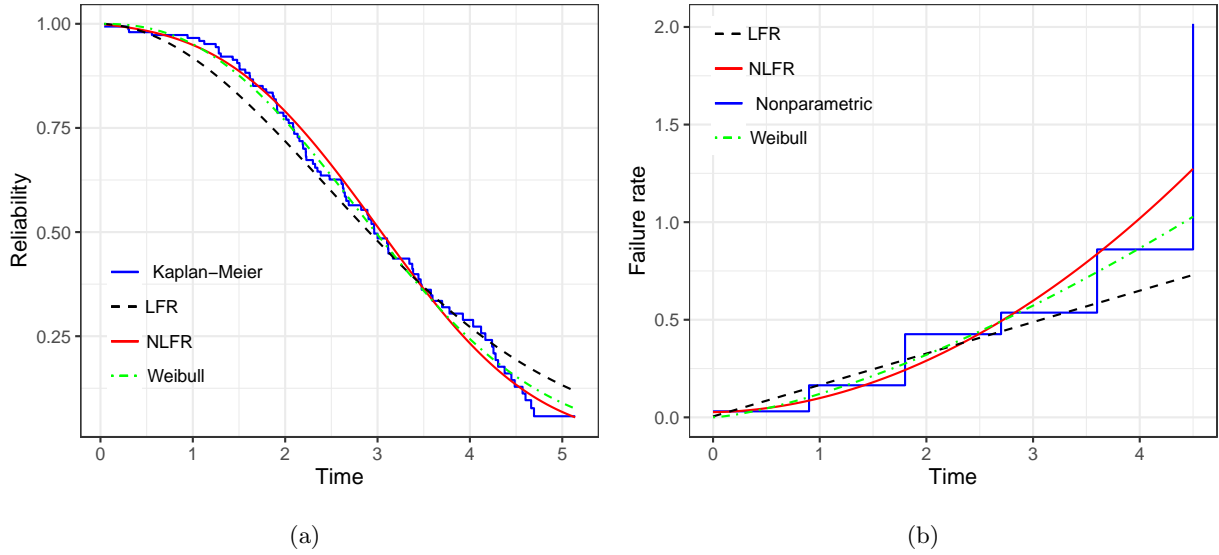 1.00
0.75
0.50
0.25
Reliability
Kaplan−Meier
LFR
NLFR
Weibull
0 1 2 3 4 5
Time
(a)
2.0
1.5
1.0
0.5
0.0
Failure rate
LFR
NLFR
Nonparametric
Weibull
0 1 2 3 4
Time
(b)